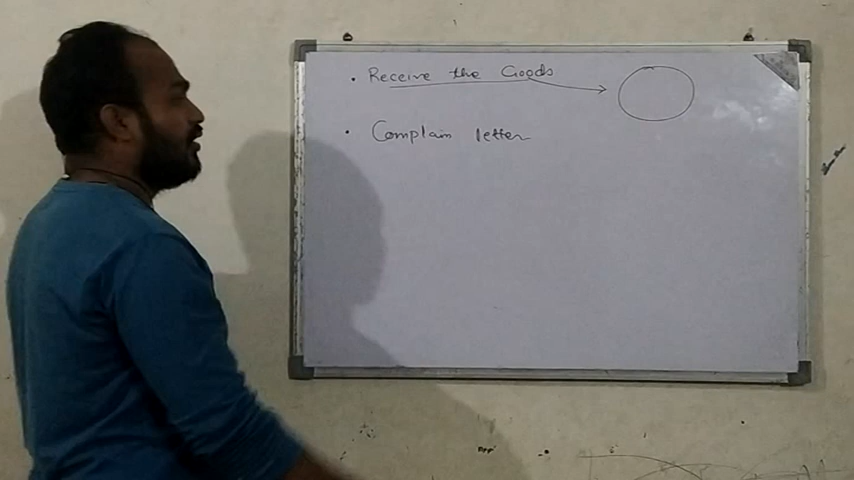 . Receive the Goods
. Complain letter